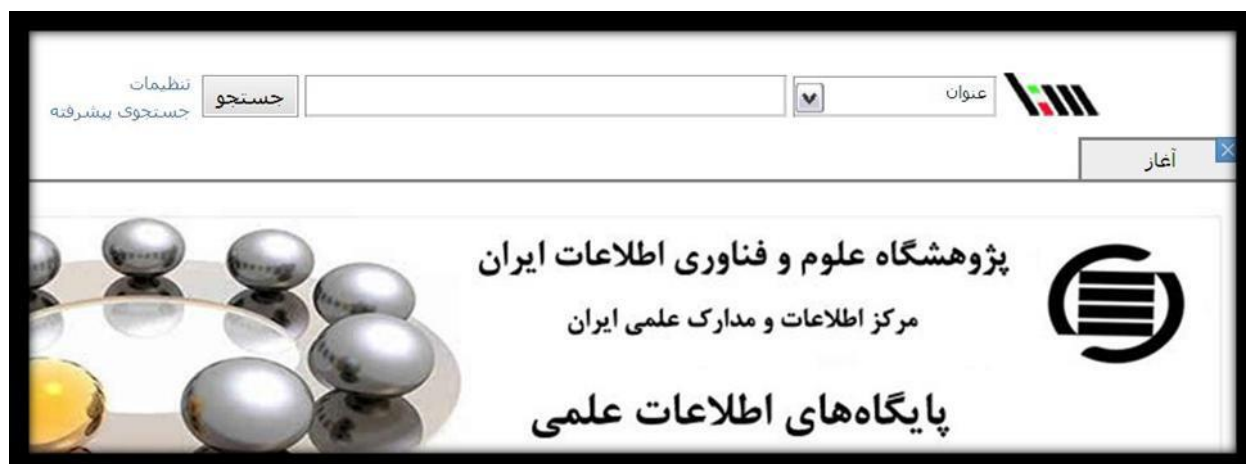 عنوان
جستجو
تنظیمات
جستجوی پیشرفته
آغاز
پژوهشگاه علوم و فناوری اطلاعات ایران
مرکز اطلاعات و مدارک علمی ایران
پایگاه‌های اطلاعات علمی